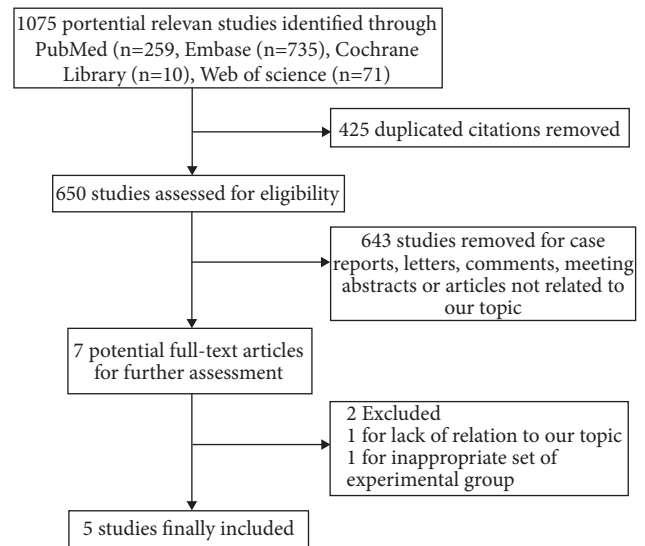 1075 portential relevan studies identified through
PubMed (n=259, Embase (n=735), Cochrane
Library (n=10), Web of science (n=71)
425 duplicated citations removed
650 studies assessed for eligibility
643 studies removed for case
reports, letters, comments, meeting
abstracts or articles not related to
our topic
7 potential full-text articles
for further assessment
2 Excluded
1 for lack of relation to our topic
1 for inappropriate set of
experimental group
5 studies finally included